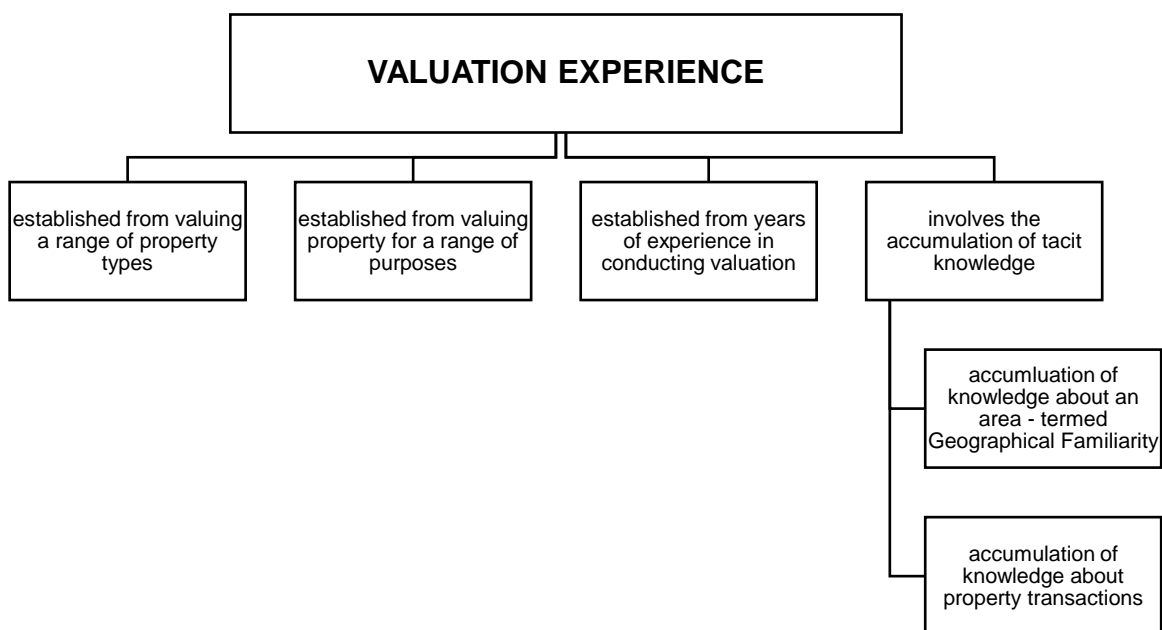 VALUATION EXPERIENCE
established from valuing
a range of property
types
established from valuing
property for a range of
purposes
established from years
of experience in
conducting valuation
involves the
accumulation of tacit
knowledge
accumluation of
knowledge about an
area - termed
Geographical Familiarity
accumulation of
knowledge about
property transactions